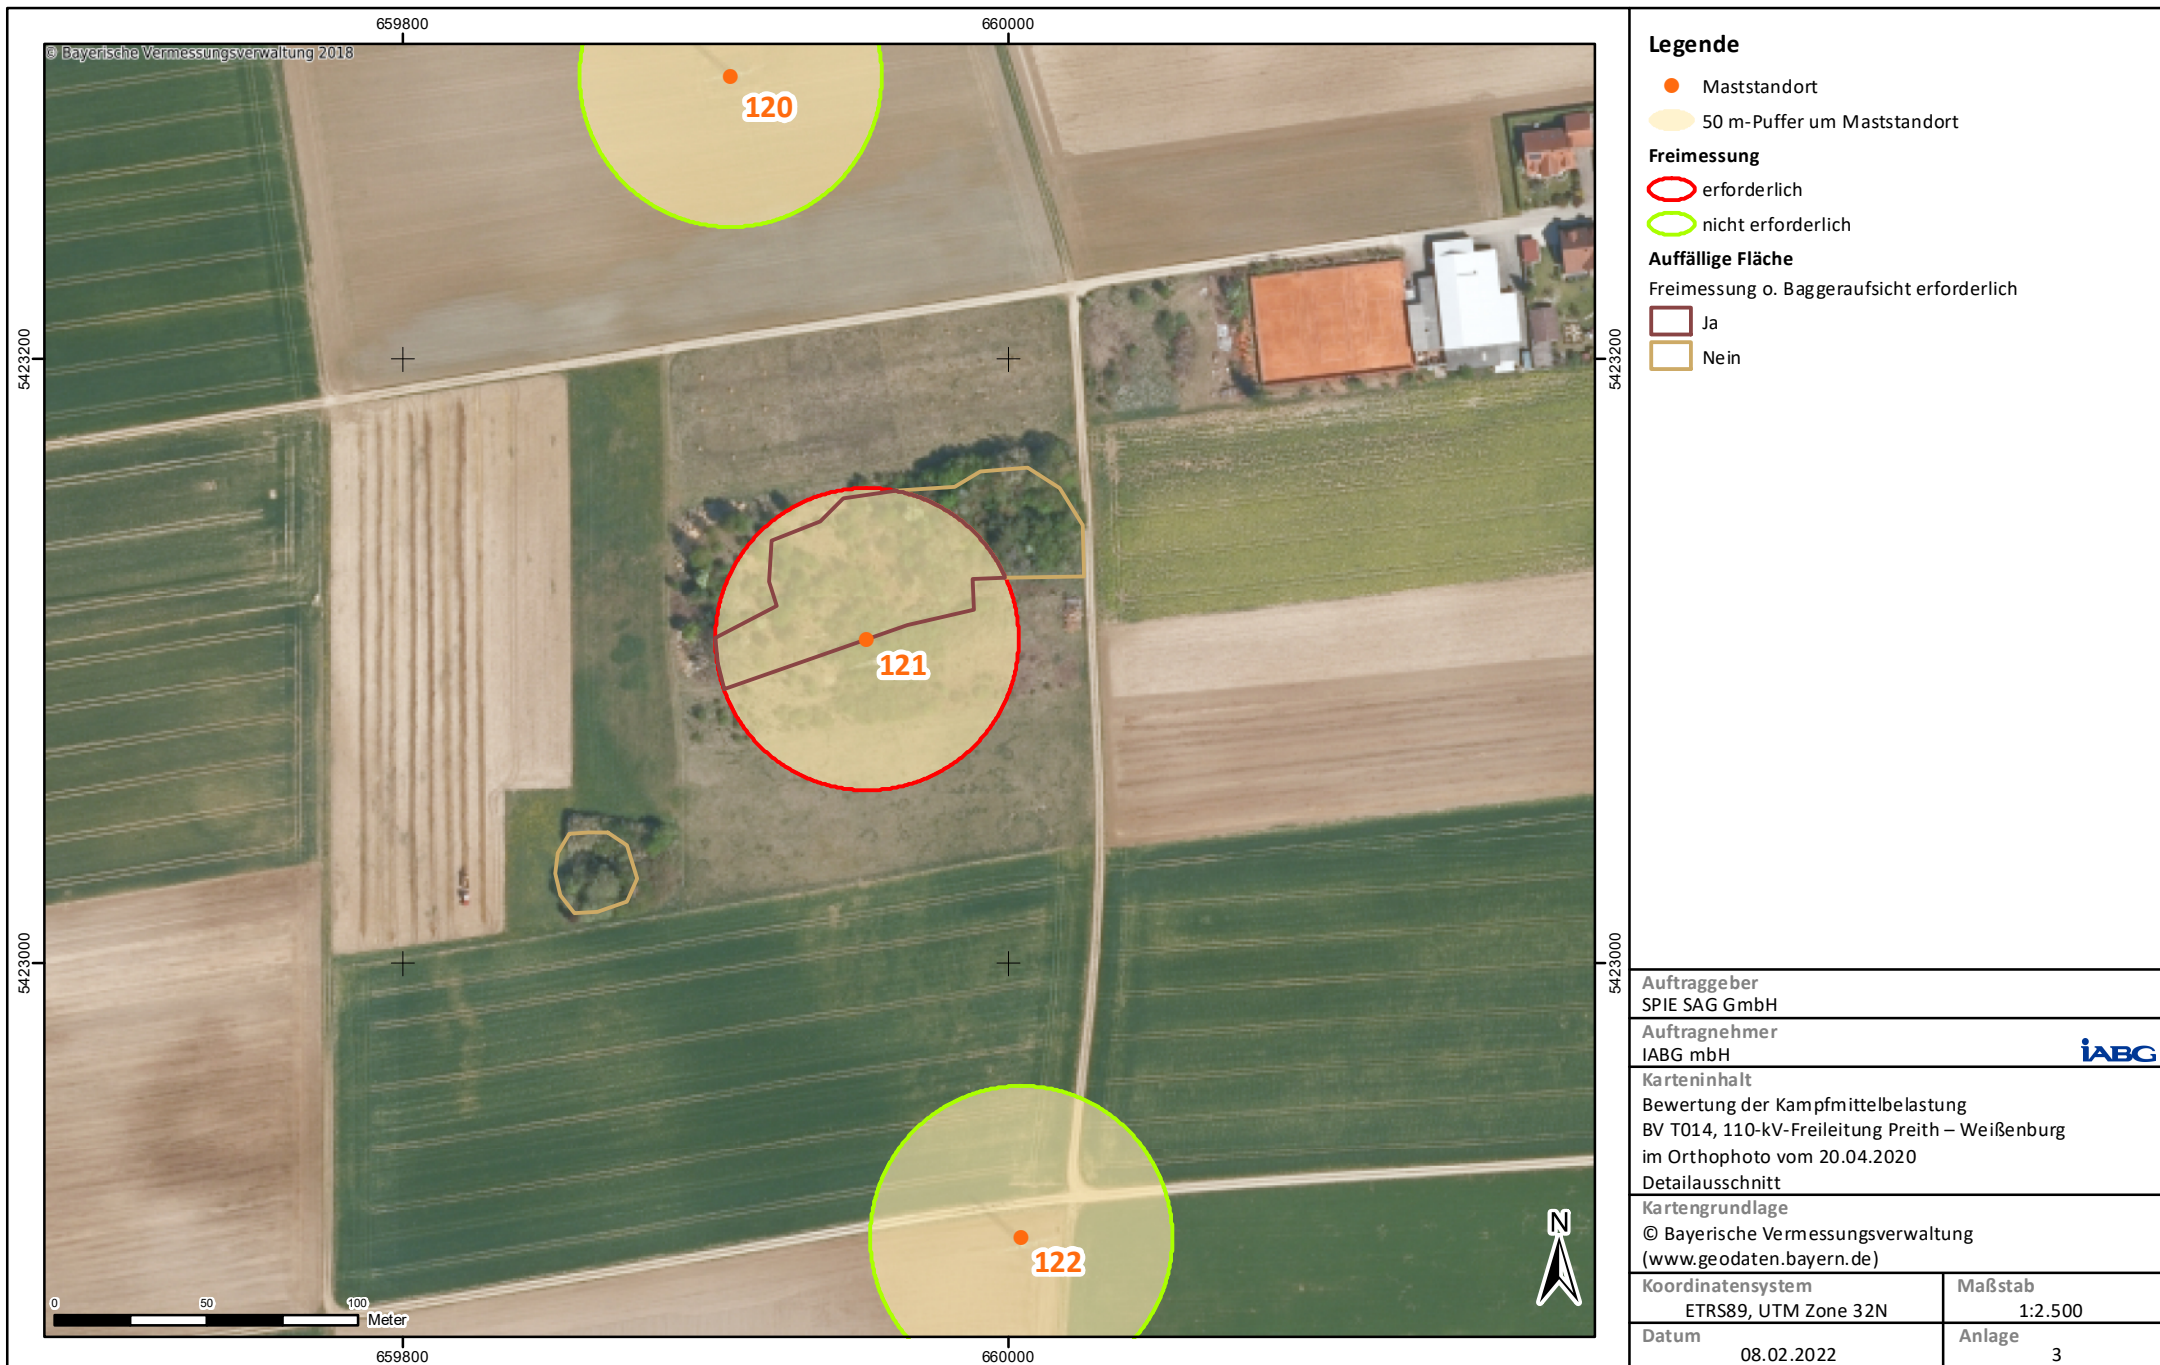 659800
660000
© Bayerische Vermessungsverwaltung 2018
120
5423200
5423200
121
5423000
5423000
122
N
0 50 100
Meter
659800
660000
Legende
Maststandort
50 m-Puffer um Maststandort
Freimessung
erforderlich
nicht erforderlich
Auffällige Fläche
Freimessung o. Baggeraufsicht erforderlich
Ja
Nein
Auftraggeber
SPIE SAG GmbH
Auftragnehmer
IABG mbH
iABG
Karteninhalt
Bewertung der Kampfmittelbelastung
BV T014, 110-kV-Freileitung Preith – Weißenburg
im Orthophoto vom 20.04.2020
Detailausschnitt
Kartengrundlage
© Bayerische Vermessungsverwaltung
(www.geodaten.bayern.de)
Koordinatensystem
ETRS89, UTM Zone 32N
Maßstab
1:2.500
Datum
08.02.2022
Anlage
3